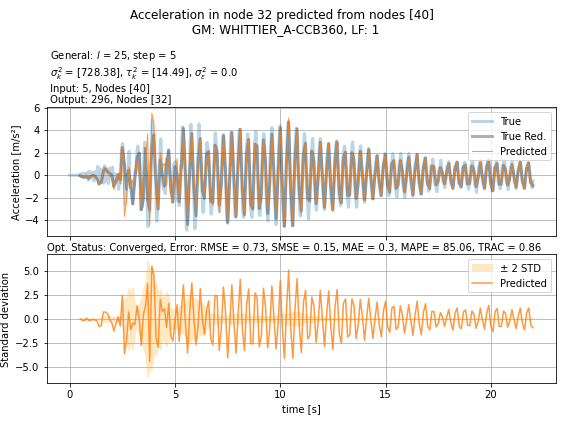 Acceleration in node 32 predicted from nodes [40]
GM: WHITTIER_A-CCB360, LF: 1
General: l = 25, step = 5
σ²ₖ = [728.38], τ²ₖ = [14.49], σ²ε = 0.0
Input: 5, Nodes [40]
Output: 296, Nodes [32]
Acceleration [m/s²]
6
4
2
0
−2
−4
True
True Red.
Predicted
Opt. Status: Converged, Error: RMSE = 0.73, SMSE = 0.15, MAE = 0.3, MAPE = 85.06, TRAC = 0.86
Standard deviation
5.0
2.5
0.0
−2.5
−5.0
± 2 STD
Predicted
0 5 10 15 20
time [s]